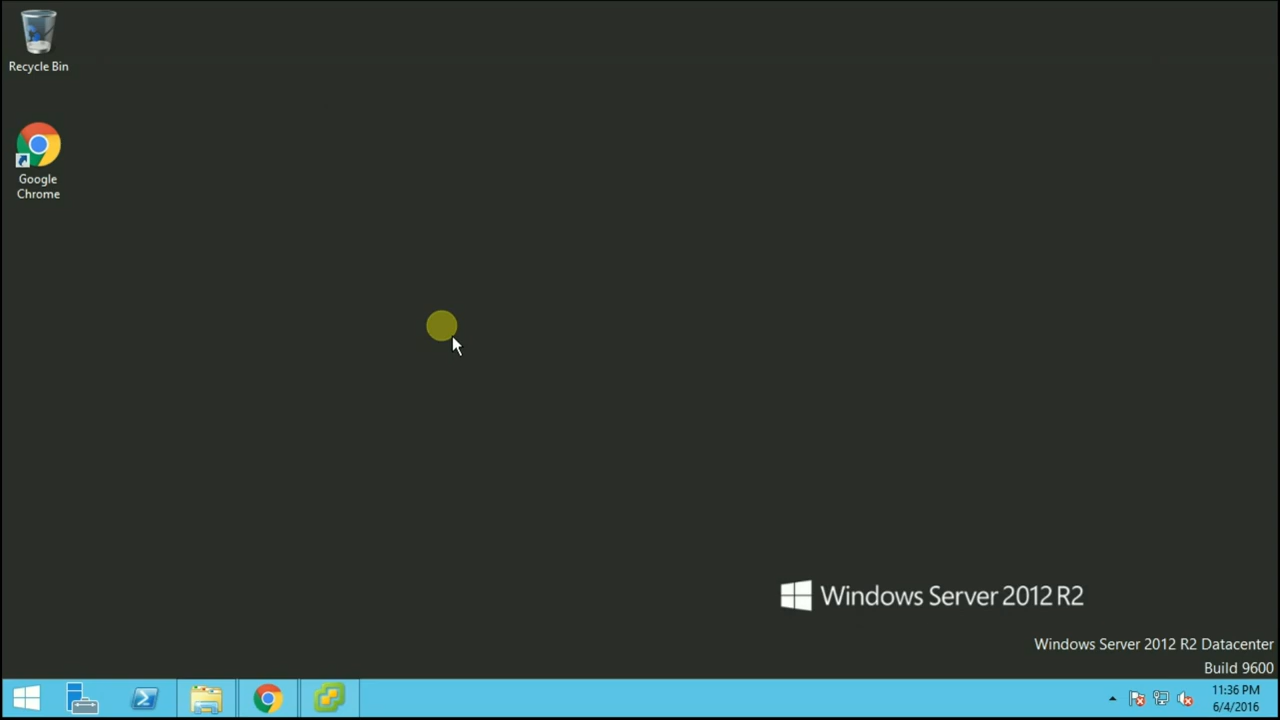 Recycle Bin
Google
Chrome
Windows Server 2012 R2
Windows Server 2012 R2 Datacenter
Build 9600
11:36 PM
6/4/2016